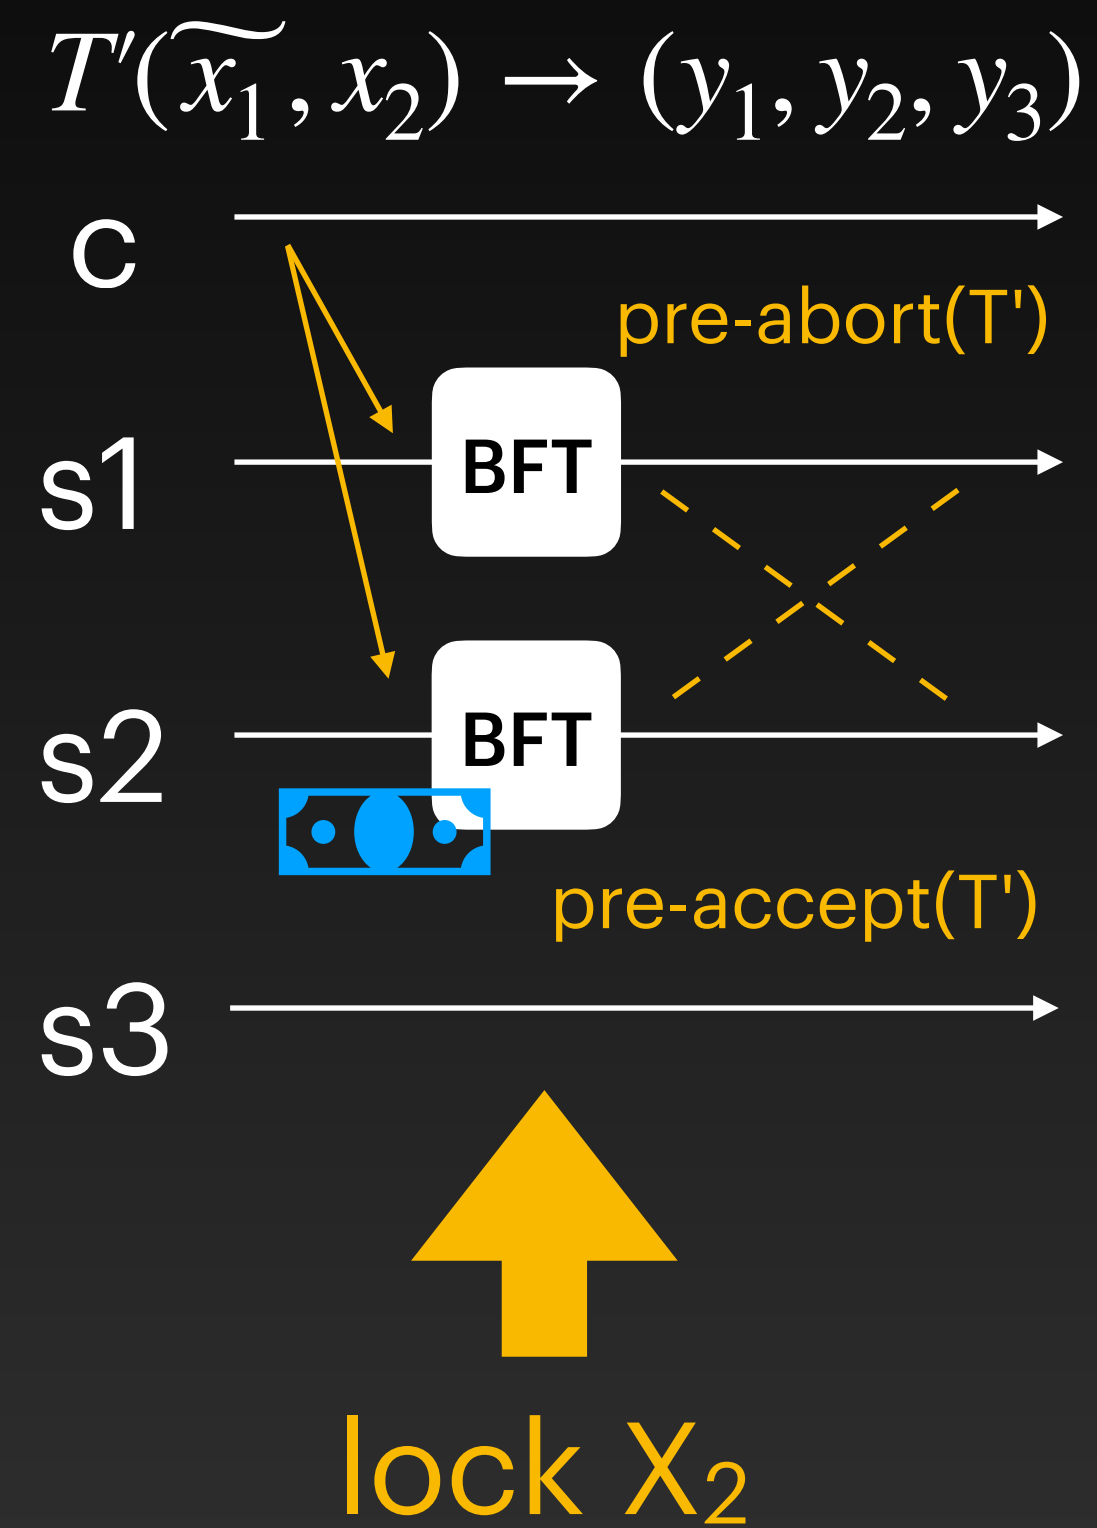 T′(x̃₁, x₂) → (y₁, y₂, y₃)
c
pre-abort(T')
s1
BFT
s2
BFT
pre-accept(T')
s3
lock X₂